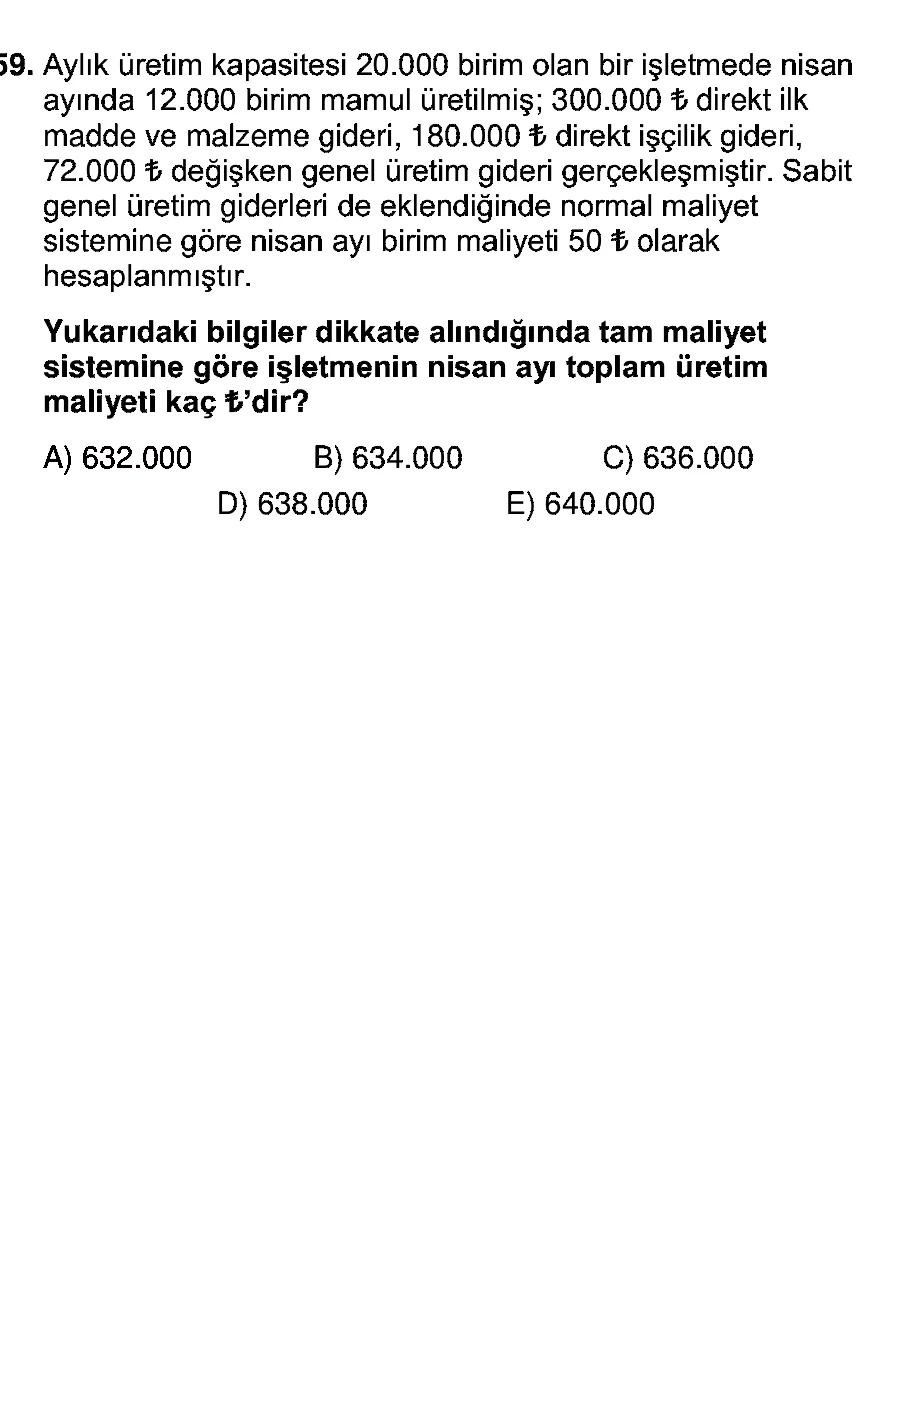 59. Aylık üretim kapasitesi 20.000 birim olan bir işletmede nisan
ayında 12.000 birim mamul üretilmiş; 300.000 ₺ direkt ilk
madde ve malzeme gideri, 180.000 ₺ direkt işçilik gideri,
72.000 ₺ değişken genel üretim gideri gerçekleşmiştir. Sabit
genel üretim giderleri de eklendiğinde normal maliyet
sistemine göre nisan ayı birim maliyeti 50 ₺ olarak
hesaplanmıştır.
Yukarıdaki bilgiler dikkate alındığında tam maliyet
sistemine göre işletmenin nisan ayı toplam üretim
maliyeti kaç ₺’dir?
A) 632.000 B) 634.000 C) 636.000
D) 638.000 E) 640.000